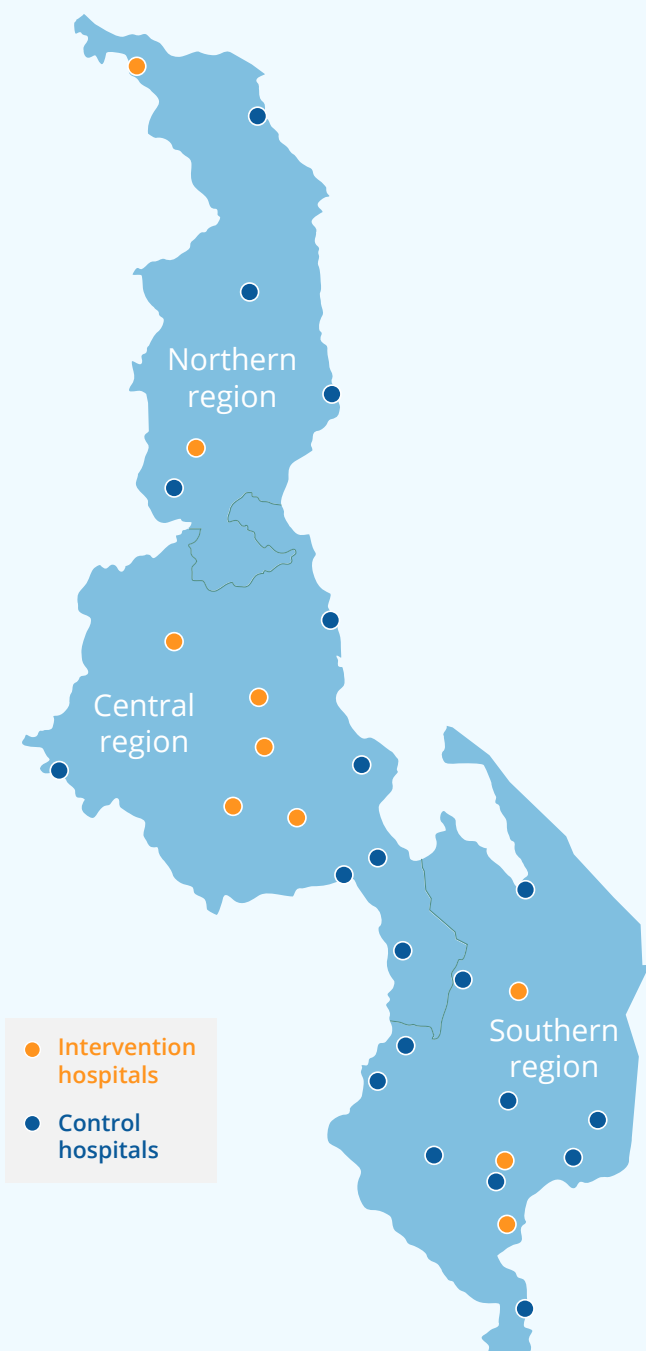 Northern
region
Central
region
Southern
region
Intervention
hospitals
Control
hospitals